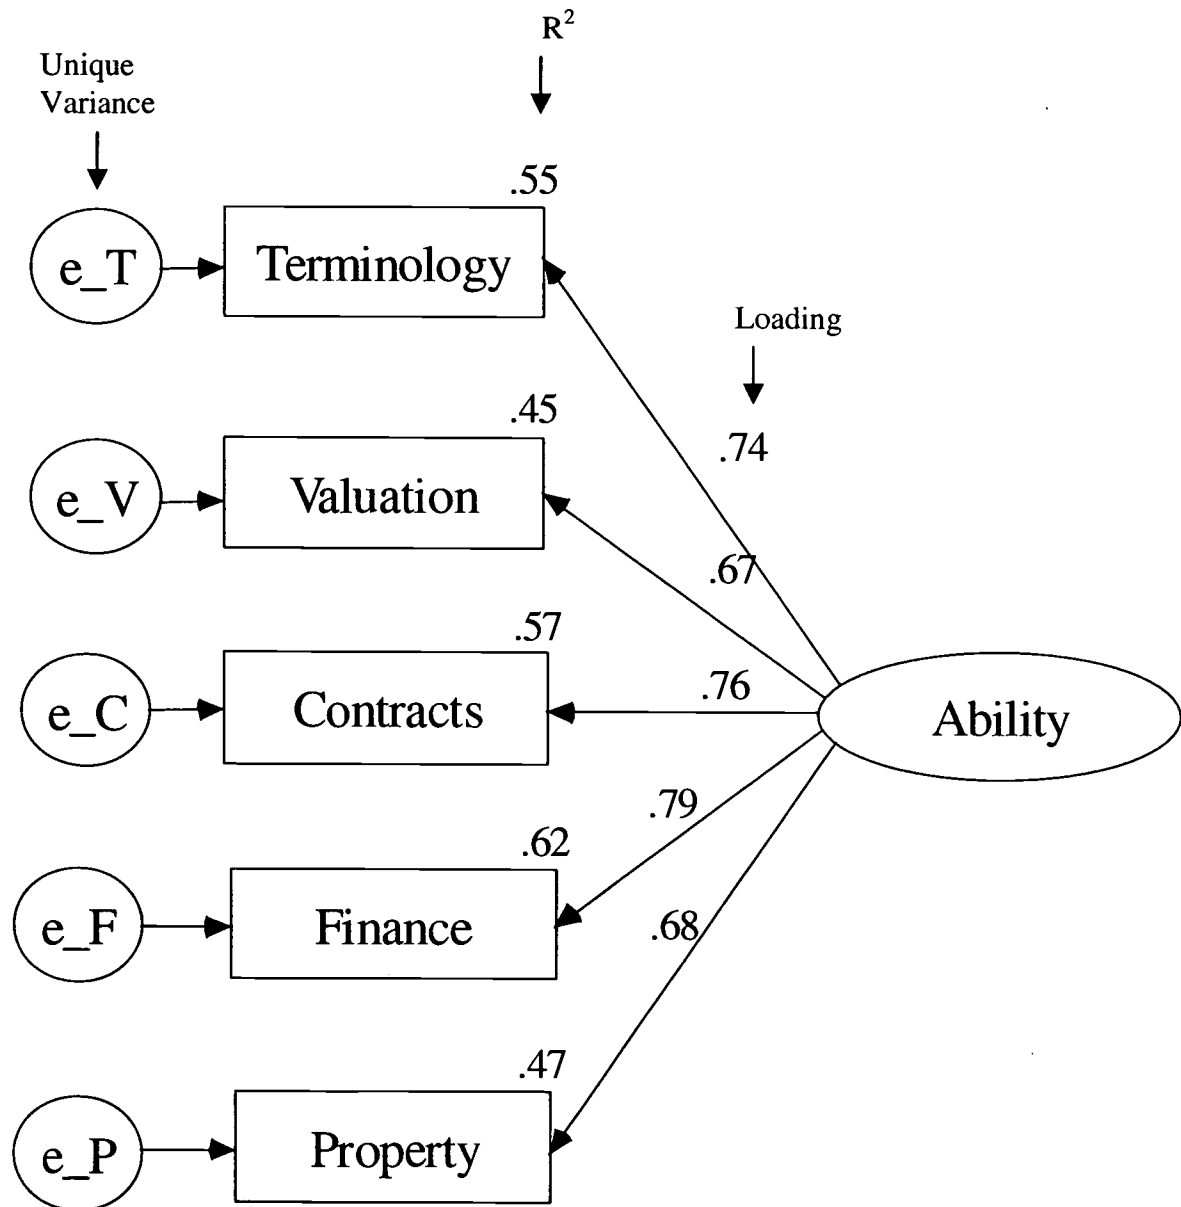 R²
Unique
Variance
.55
e_T
Terminology
Loading
.45
.74
e_V
Valuation
.67
.57
.76
e_C
Contracts
Ability
.79
.62
e_F
Finance
.68
.47
e_P
Property